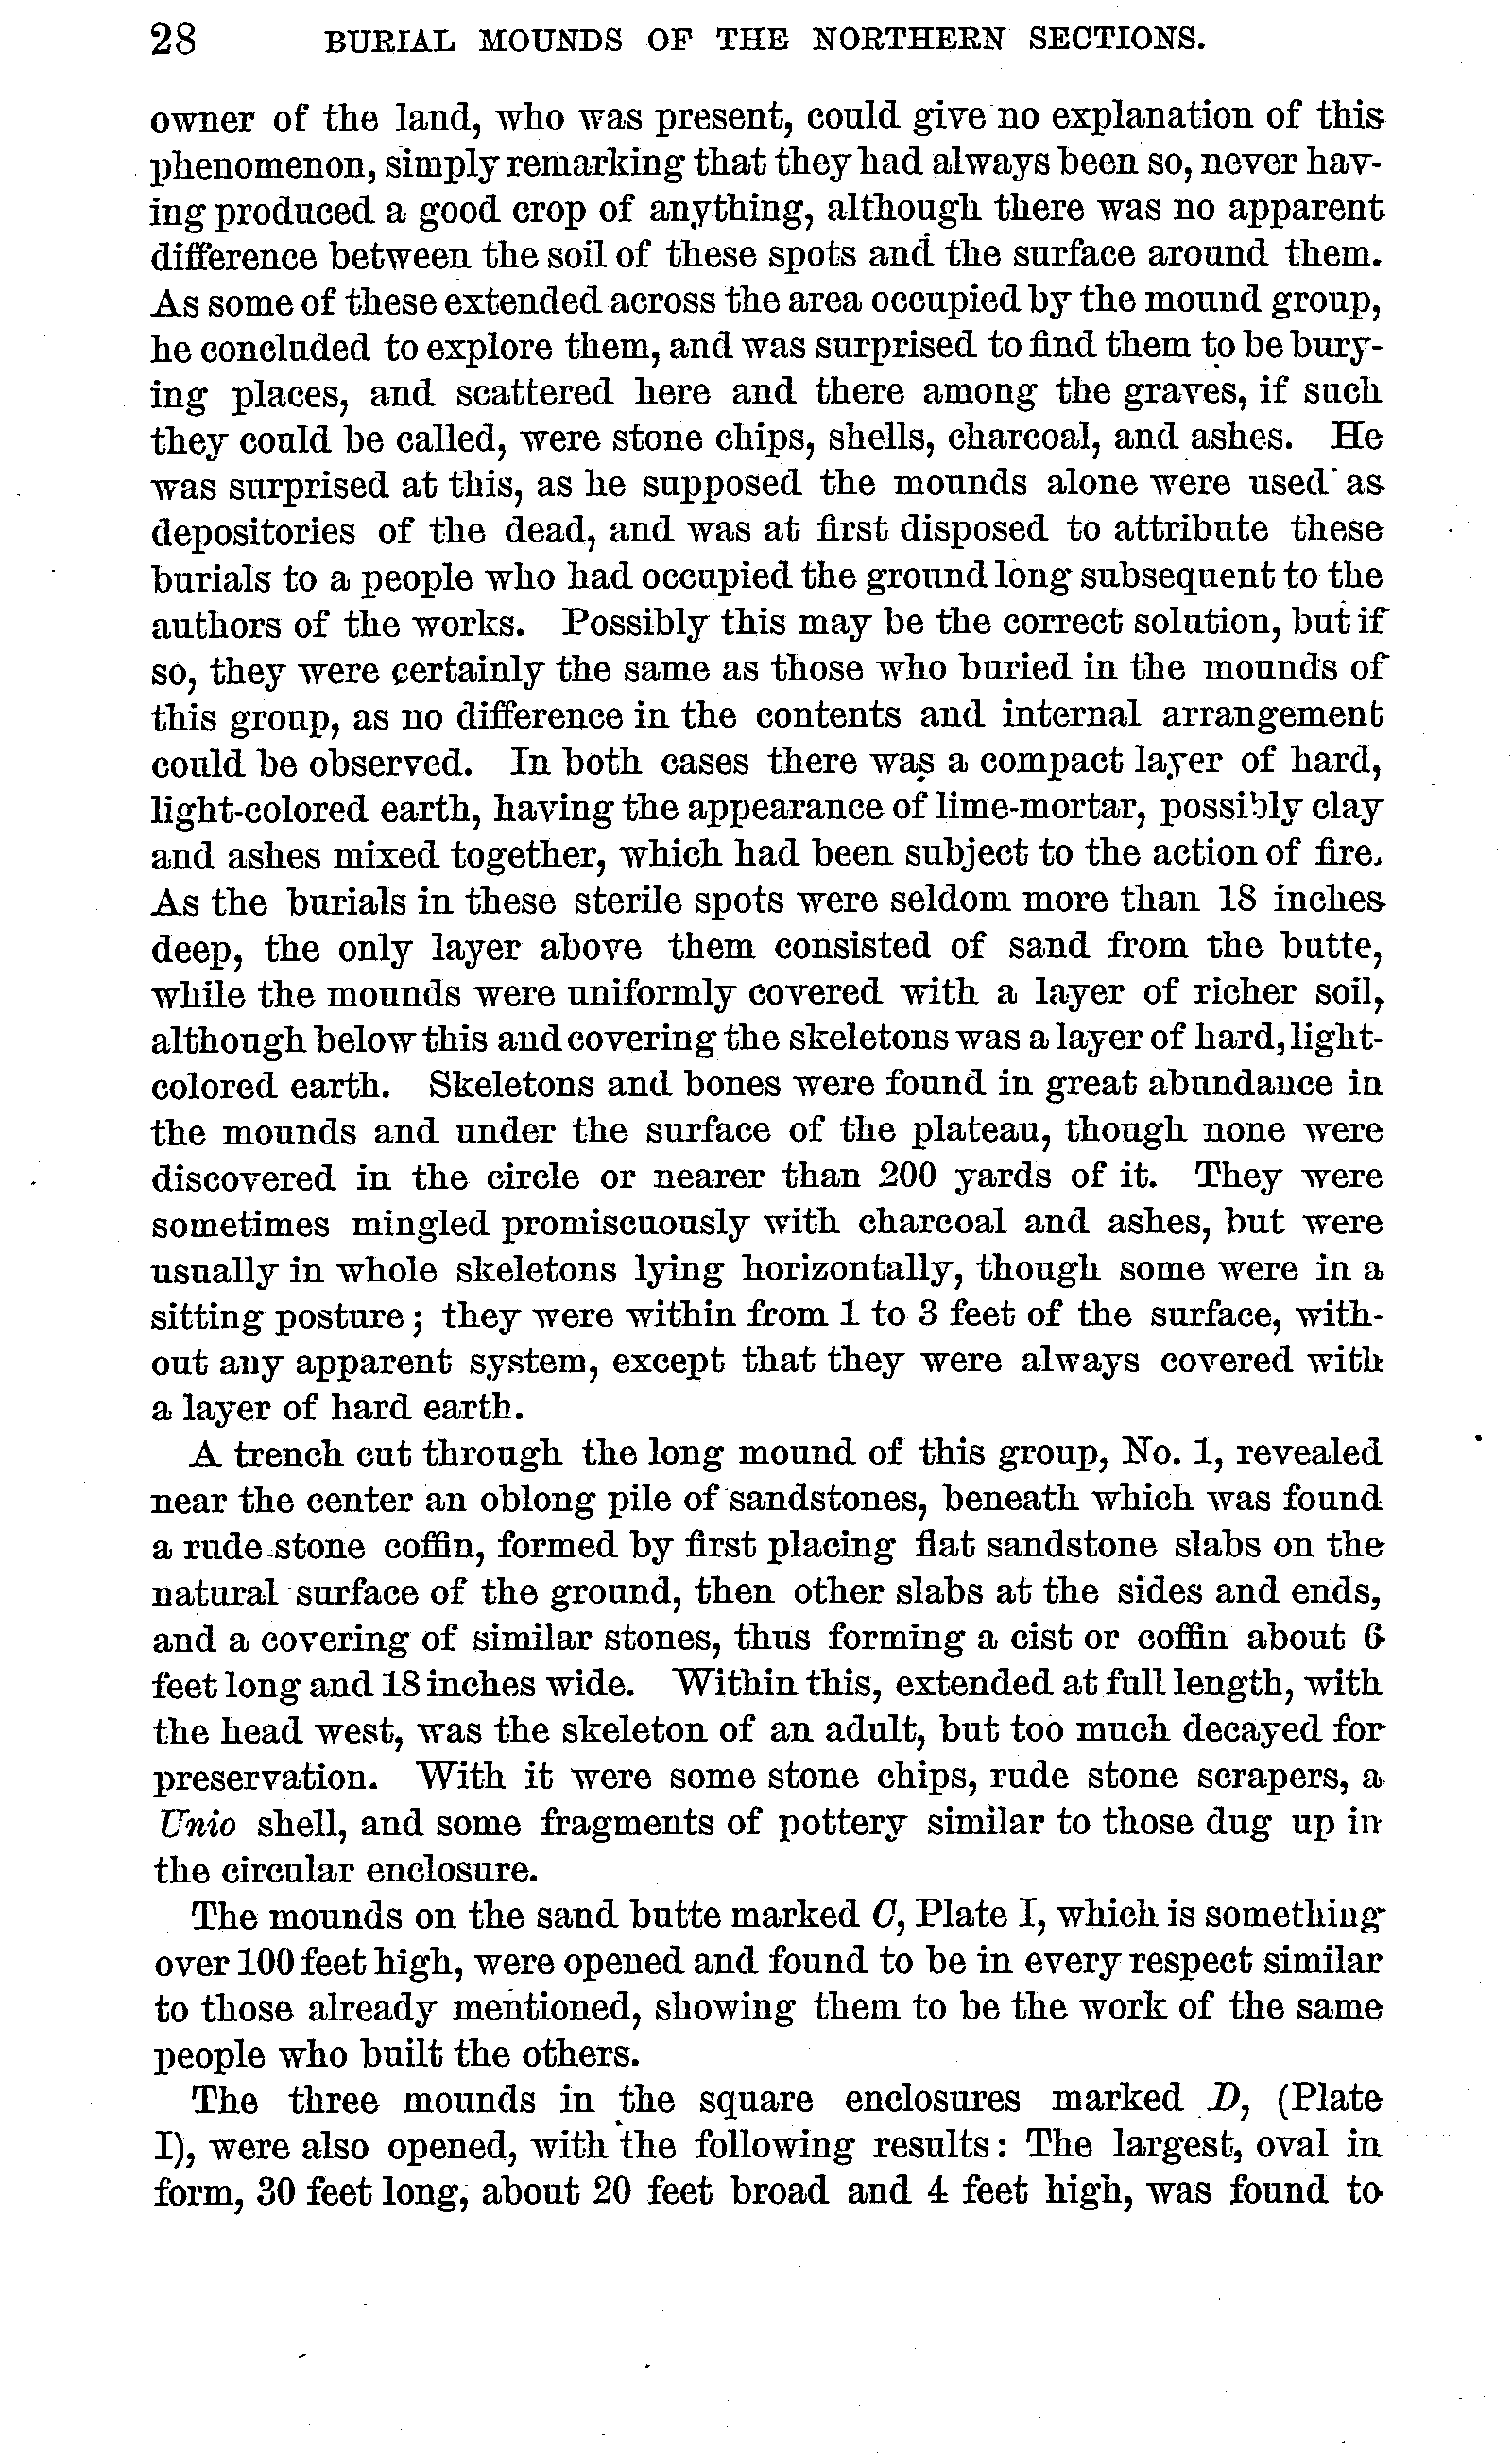 28 BURIAL MOUNDS OF THE NORTHERN SECTIONS.
owner of the land, who was present, could give no explanation of this
phenomenon, simply remarking that they had always been so, never hav-
ing produced a good crop of anything, although there was no apparent
difference between the soil of these spots and the surface around them.
As some of these extended across the area occupied by the mound group,
he concluded to explore them, and was surprised to find them to be bury-
ing places, and scattered here and there among the graves, if such
they could be called, were stone chips, shells, charcoal, and ashes. He
was surprised at this, as he supposed the mounds alone were used as
depositories of the dead, and was at first disposed to attribute these
burials to a people who had occupied the ground long subsequent to the
authors of the works. Possibly this may be the correct solution, but if
so, they were certainly the same as those who buried in the mounds of
this group, as no difference in the contents and internal arrangement
could be observed. In both cases there was a compact layer of hard,
light-colored earth, having the appearance of lime-mortar, possibly clay
and ashes mixed together, which had been subject to the action of fire.
As the burials in these sterile spots were seldom more than 18 inches
deep, the only layer above them consisted of sand from the butte,
while the mounds were uniformly covered with a layer of richer soil,
although below this and covering the skeletons was a layer of hard, light-
colored earth. Skeletons and bones were found in great abundance in
the mounds and under the surface of the plateau, though none were
discovered in the circle or nearer than 200 yards of it. They were
sometimes mingled promiscuously with charcoal and ashes, but were
usually in whole skeletons lying horizontally, though some were in a
sitting posture; they were within from 1 to 3 feet of the surface, with-
out any apparent system, except that they were always covered with
a layer of hard earth.
A trench cut through the long mound of this group, No. 1, revealed
near the center an oblong pile of sandstones, beneath which was found
a rude stone coffin, formed by first placing flat sandstone slabs on the
natural surface of the ground, then other slabs at the sides and ends,
and a covering of similar stones, thus forming a cist or coffin about 6
feet long and 18 inches wide. Within this, extended at full length, with
the head west, was the skeleton of an adult, but too much decayed for
preservation. With it were some stone chips, rude stone scrapers, a
Unio shell, and some fragments of pottery similar to those dug up in
the circular enclosure.
The mounds on the sand butte marked C, Plate I, which is something
over 100 feet high, were opened and found to be in every respect similar
to those already mentioned, showing them to be the work of the same
people who built the others.
The three mounds in the square enclosures marked D, (Plate
I), were also opened, with the following results: The largest, oval in
form, 30 feet long, about 20 feet broad and 4 feet high, was found to